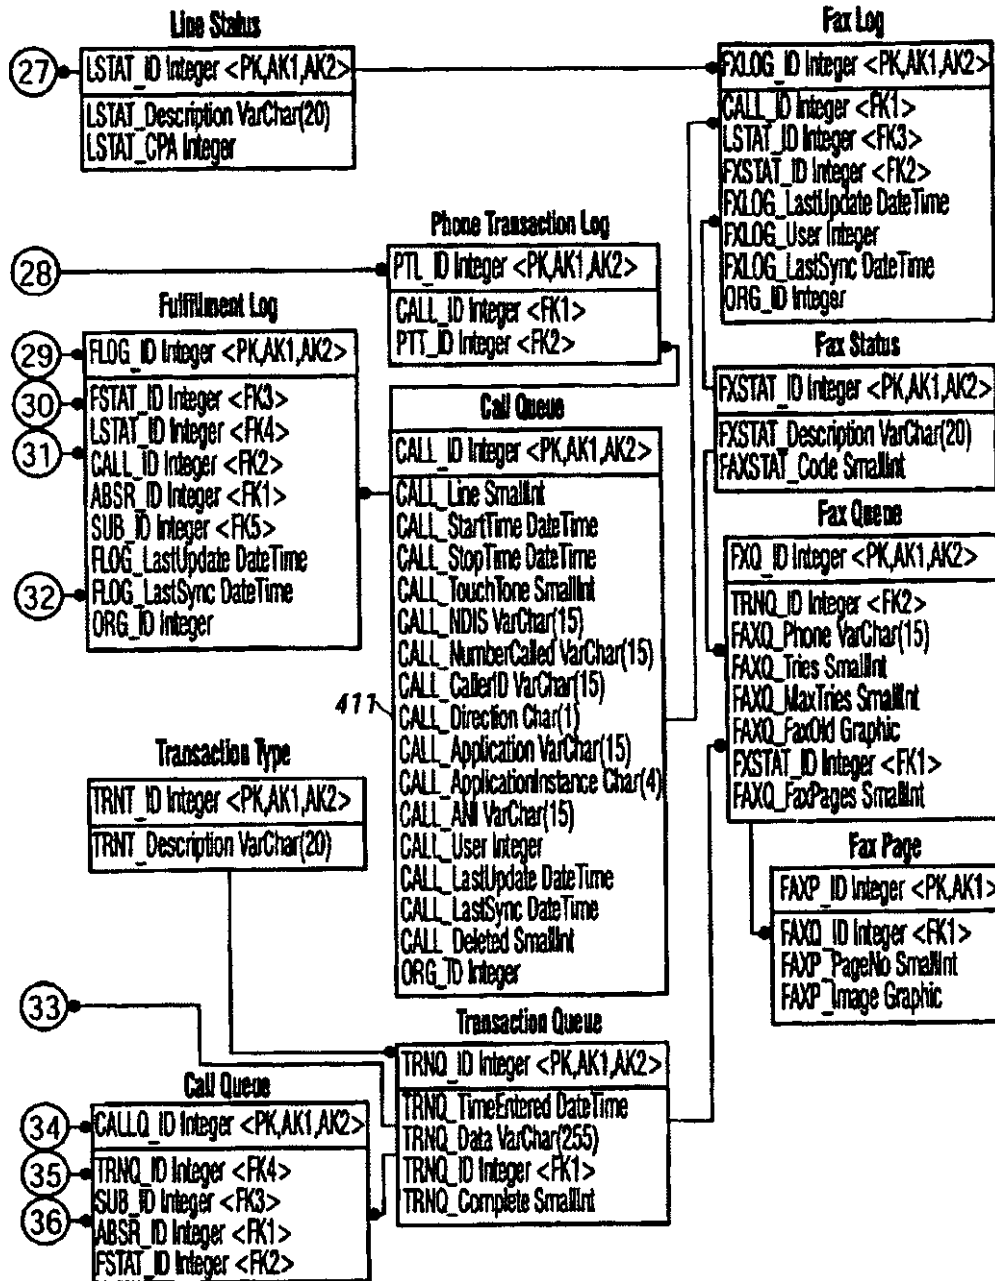 Line Status
27
LSTAT_ID Integer <PK,AK1,AK2>
LSTAT_Description VarChar(20)
LSTAT_CPA Integer
Fax Log
FXLOG_ID Integer <PK,AK1,AK2>
CALL_ID Integer <FK1>
LSTAT_ID Integer <FK3>
FXSTAT_ID Integer <FK2>
FXLOG_LastUpdate DateTime
FXLOG_User Integer
FXLOG_LastSync DateTime
ORG_ID Integer
Phone Transaction Log
28
PTL_ID Integer <PK,AK1,AK2>
CALL_ID Integer <FK1>
PTT_ID Integer <FK2>
Fulfillment Log
29
30
31
32
FLOG_ID Integer <PK,AK1,AK2>
FSTAT_ID Integer <FK3>
LSTAT_ID Integer <FK4>
CALL_ID Integer <FK2>
ABSR_ID Integer <FK1>
SUB_ID Integer <FK5>
FLOG_LastUpdate DateTime
FLOG_LastSync DateTime
ORG_ID Integer
Call Queue
CALL_ID Integer <PK,AK1,AK2>
CALL_Line SmallInt
CALL_StartTime DateTime
CALL_StopTime DateTime
CALL_TouchTone SmallInt
CALL_NDIS VarChar(15)
CALL_NumberCalled VarChar(15)
CALL_CallerID VarChar(15)
CALL_Direction Char(1)
CALL_Application VarChar(15)
CALL_ApplicationInstance Char(4)
CALL_ANI VarChar(15)
CALL_User Integer
CALL_LastUpdate DateTime
CALL_LastSync DateTime
CALL_Deleted SmallInt
ORG_ID Integer
411
Fax Status
FXSTAT_ID Integer <PK,AK1,AK2>
FXSTAT_Description VarChar(20)
FAXSTAT_Code SmallInt
Fax Queue
FXQ_ID Integer <PK,AK1,AK2>
TRNQ_ID Integer <FK2>
FAXQ_Phone VarChar(15)
FAXQ_Tries SmallInt
FAXQ_MaxTries SmallInt
FAXQ_FaxOld Graphic
FXSTAT_ID Integer <FK1>
FAXQ_FaxPages SmallInt
Fax Page
FAXP_ID Integer <PK,AK1>
FAXQ_ID Integer <FK1>
FAXP_PageNo SmallInt
FAXP_Image Graphic
Transaction Type
TRNT_ID Integer <PK,AK1,AK2>
TRNT_Description VarChar(20)
33
Transaction Queue
TRNQ_ID Integer <PK,AK1,AK2>
TRNQ_TimeEntered DateTime
TRNQ_Data VarChar(255)
TRNQ_ID Integer <FK1>
TRNQ_Complete SmallInt
Call Queue
34
35
36
CALLQ_ID Integer <PK,AK1,AK2>
TRNQ_ID Integer <FK4>
SUB_ID Integer <FK3>
ABSR_ID Integer <FK1>
FSTAT_ID Integer <FK2>